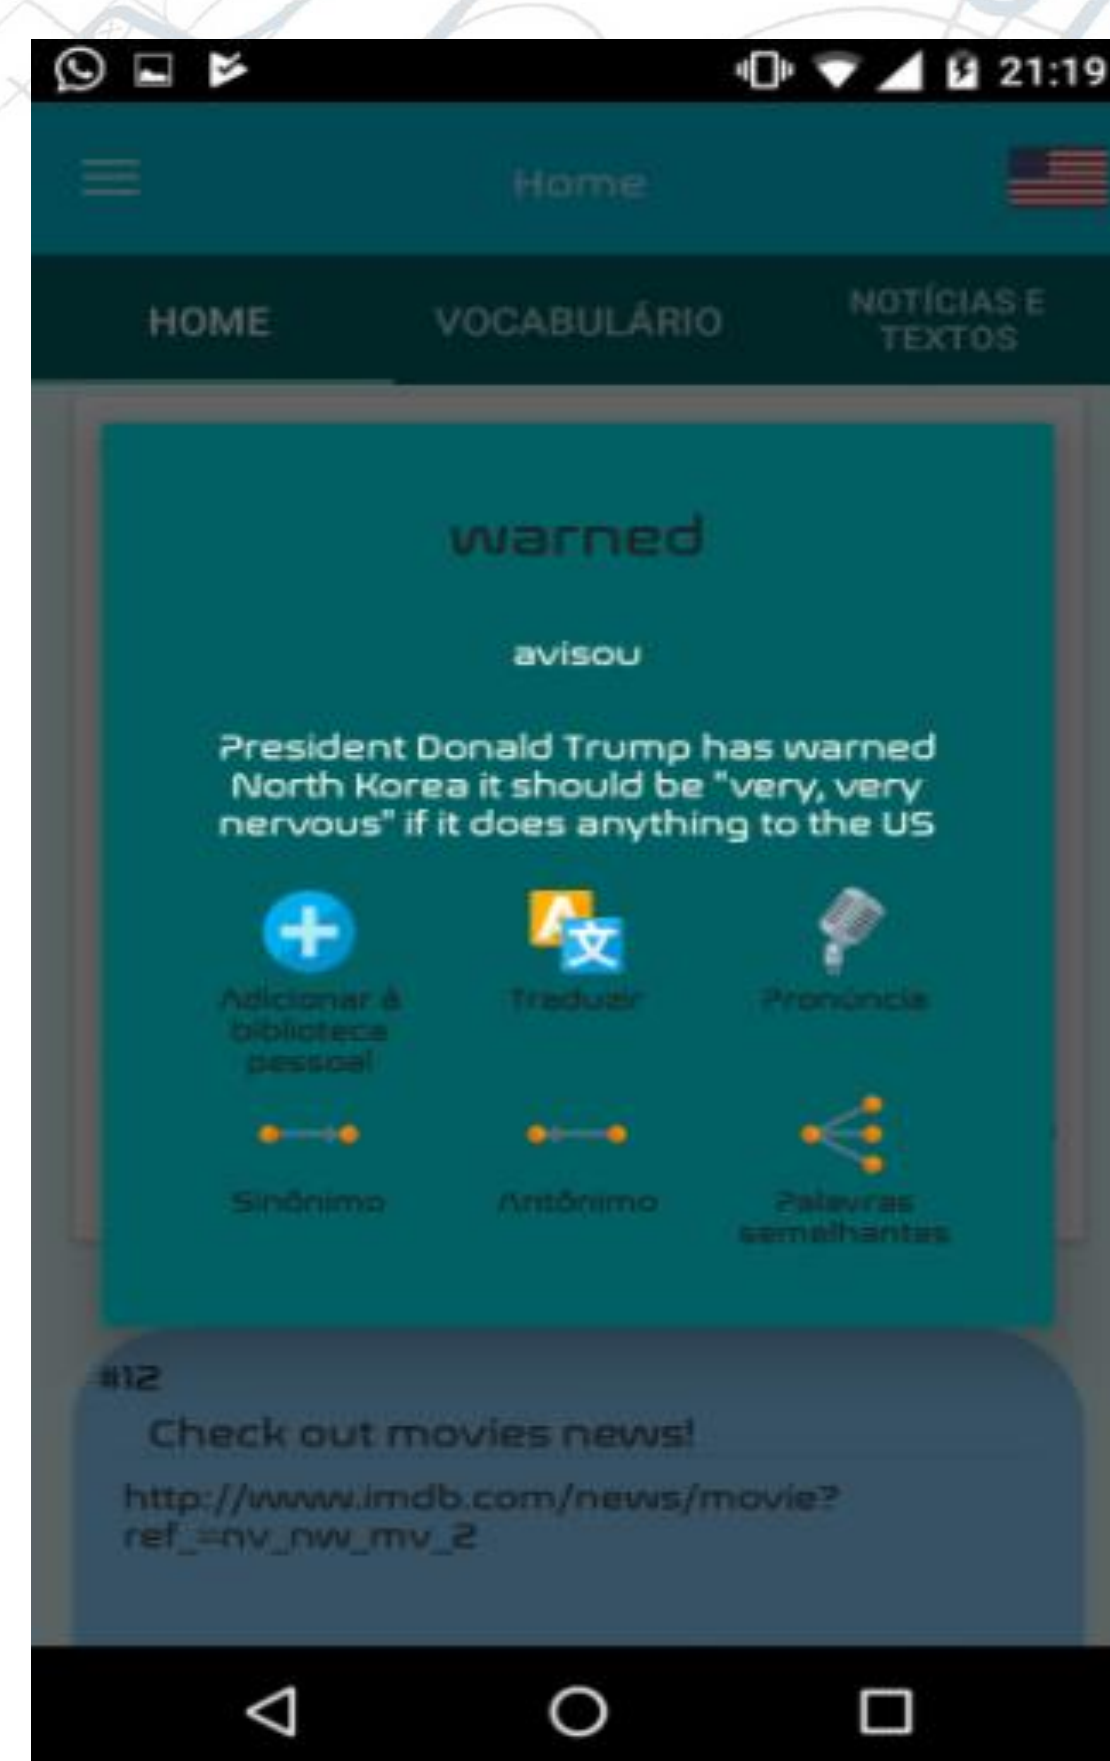 21:19
Home
HOME
VOCABULÁRIO
NOTÍCIAS E
TEXTOS
warned
avisou
President Donald Trump has warned
North Korea it should be "very, very
nervous" if it does anything to the US
Adicionar à
biblioteca
pessoal
Traduzir
Pronúncia
Sinônimo
Antônimo
Palavras
semelhantes
#12
Check out movies news!
http://www.imdb.com/news/movie?
ref_=nv_nw_mv_2